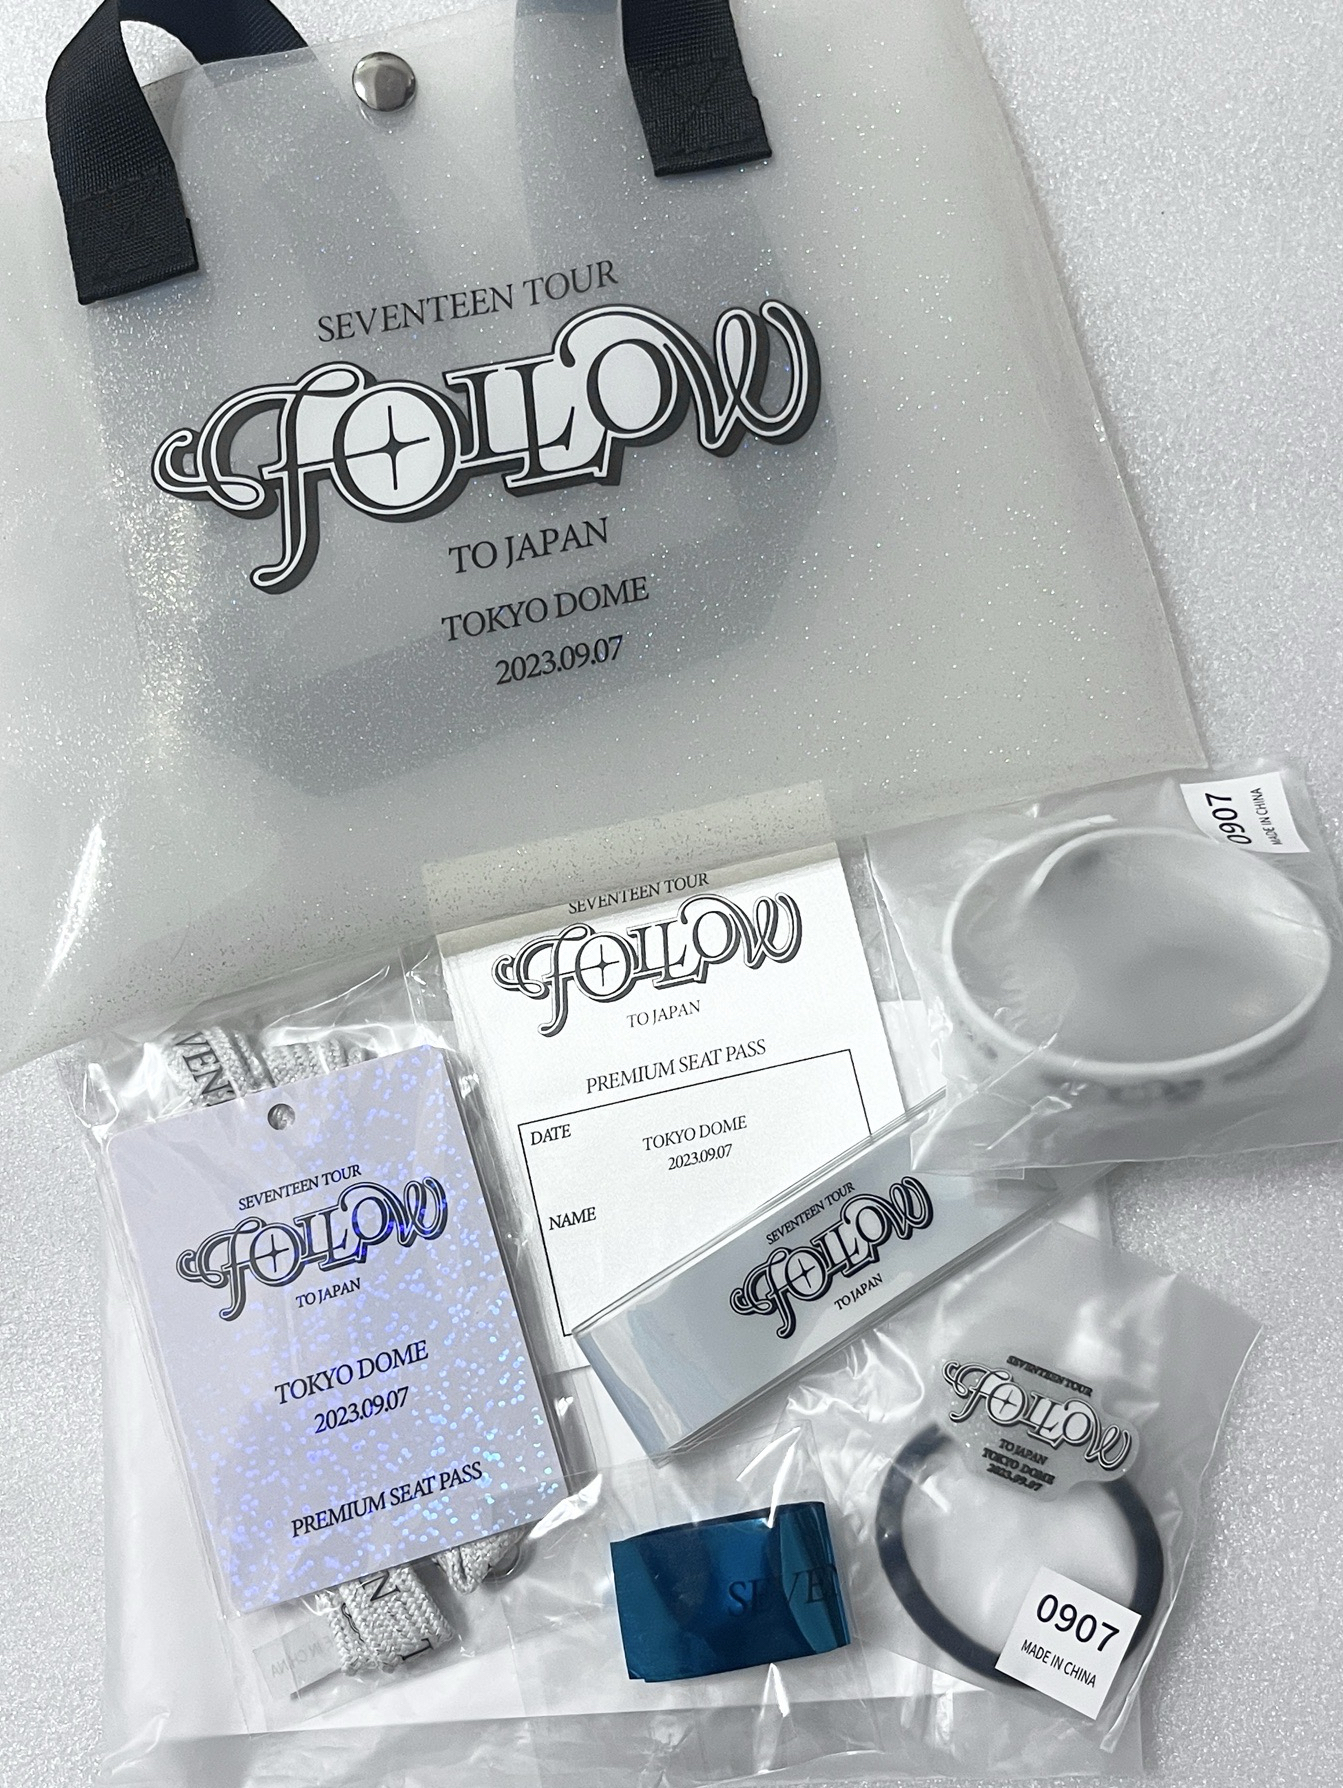 SEVENTEEN TOUR
FOLLOW
TO JAPAN
TOKYO DOME
2023.09.07
0907
MADE IN CHINA
SEVENTEEN TOUR
FOLLOW
TO JAPAN
PREMIUM SEAT PASS
DATE
TOKYO DOME
2023.09.07
NAME
SEVENTEEN TOUR
FOLLOW
TO JAPAN
TOKYO DOME
2023.09.07
PREMIUM SEAT PASS
SEVENTEEN TOUR
FOLLOW
TO JAPAN
SEVENTEEN TOUR
FOLLOW
TO JAPAN
TOKYO DOME
2023.09.07
0907
MADE IN CHINA
SEVEN